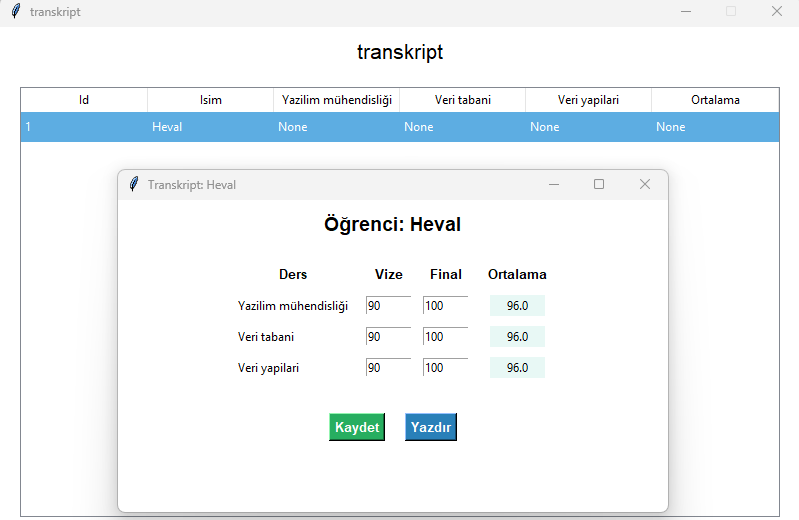 transkript
transkript
Id Isim Yazilim mühendisliği Veri tabani Veri yapilari Ortalama
1 Heval None None None None
Transkript: Heval
Öğrenci: Heval
Ders Vize Final Ortalama
Yazilim mühendisliği 90 100 96.0
Veri tabani 90 100 96.0
Veri yapilari 90 100 96.0
Kaydet Yazdır